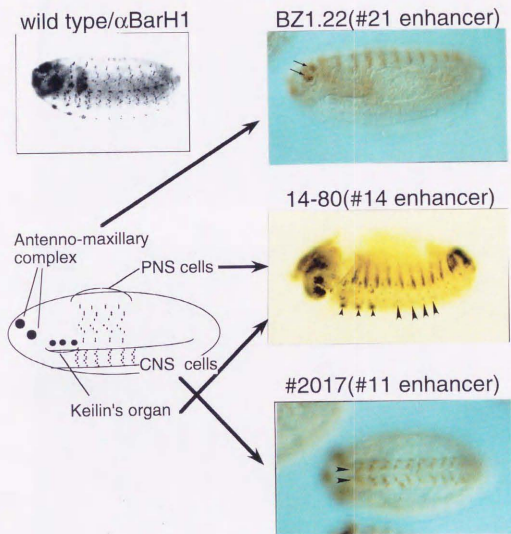 wild type/αBarH1
BZ1.22(#21 enhancer)
14-80(#14 enhancer)
Antenno-maxillary
complex
PNS cells
CNS cells
Keilin's organ
#2017(#11 enhancer)